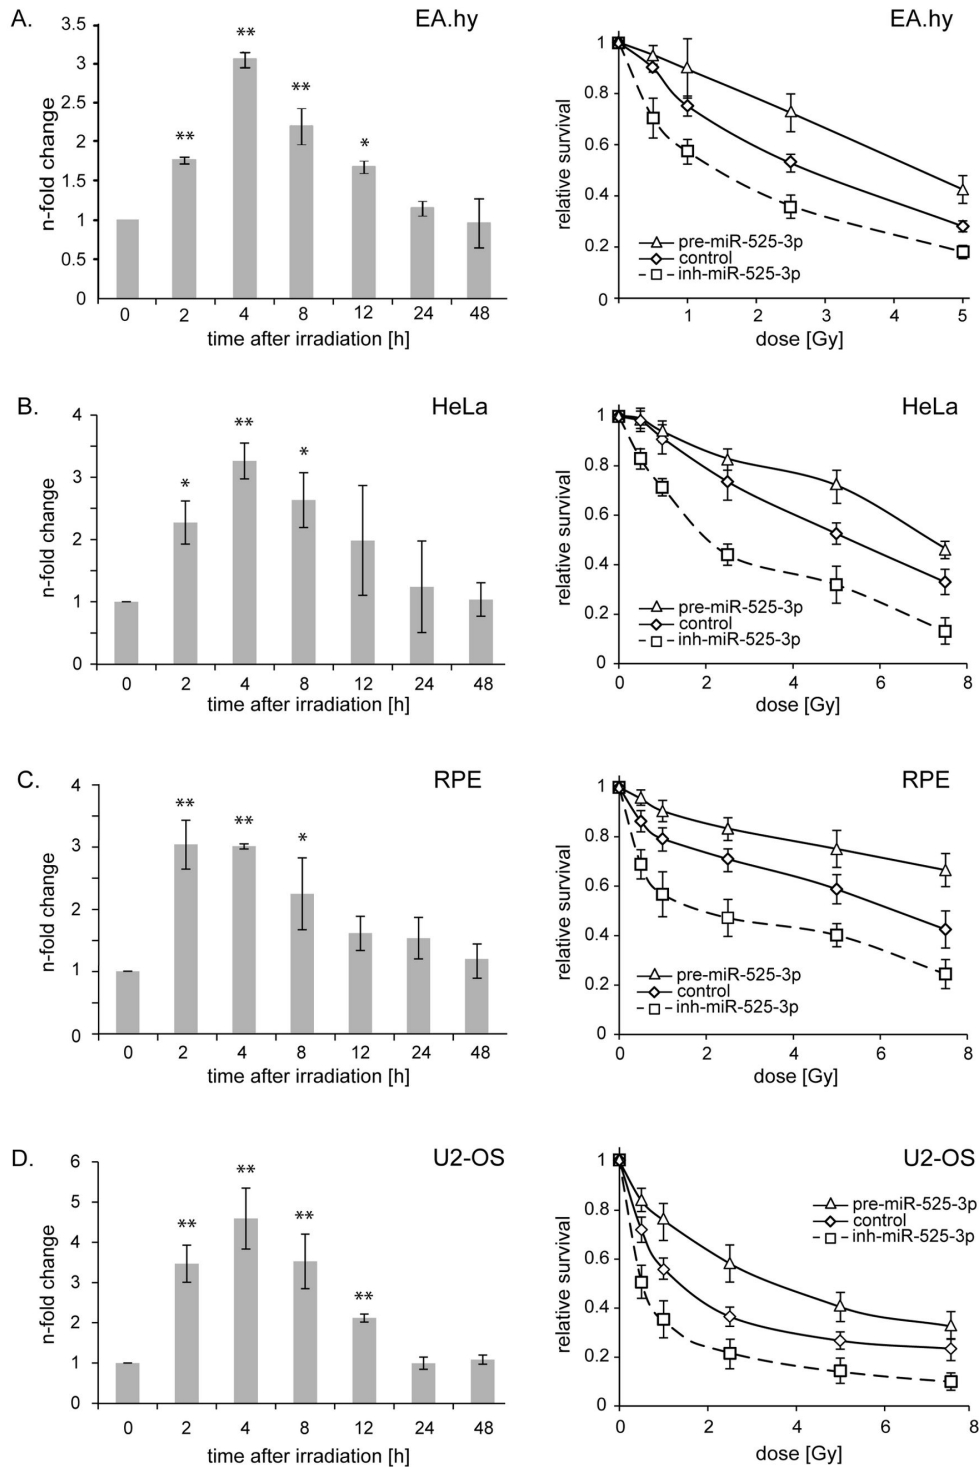 A.
EA.hy
3.5
3
2.5
2
1.5
1
0.5
0
n-fold change
**
**
**
*
0 2 4 8 12 24 48
time after irradiation [h]
EA.hy
1
0.8
0.6
0.4
0.2
0
relative survival
pre-miR-525-3p
control
inh-miR-525-3p
1 2 3 4 5
dose [Gy]
B.
HeLa
4
3
2
1
0
n-fold change
*
**
*
0 2 4 8 12 24 48
time after irradiation [h]
HeLa
1
0.8
0.6
0.4
0.2
0
relative survival
pre-miR-525-3p
control
inh-miR-525-3p
0 2 4 6 8
dose [Gy]
C.
RPE
4
3
2
1
0
n-fold change
**
**
*
0 2 4 8 12 24 48
time after irradiation [h]
RPE
1
0.8
0.6
0.4
0.2
0
relative survival
pre-miR-525-3p
control
inh-miR-525-3p
0 2 4 6 8
dose [Gy]
D.
U2-OS
6
5
4
3
2
1
0
n-fold change
**
**
**
**
0 2 4 8 12 24 48
time after irradiation [h]
U2-OS
1
0.8
0.6
0.4
0.2
0
relative survival
pre-miR-525-3p
control
inh-miR-525-3p
0 2 4 6 8
dose [Gy]